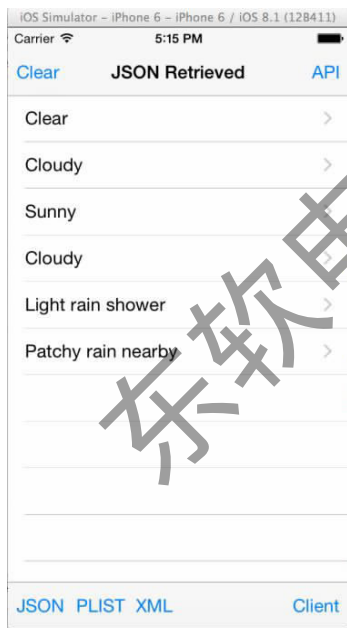 iOS Simulator – iPhone 6 – iPhone 6 / iOS 8.1 (12B411)
Carrier 5:15 PM
Clear JSON Retrieved API
Clear
Cloudy
Sunny
Cloudy
Light rain shower
Patchy rain nearby
东软电
JSON PLIST XML Client